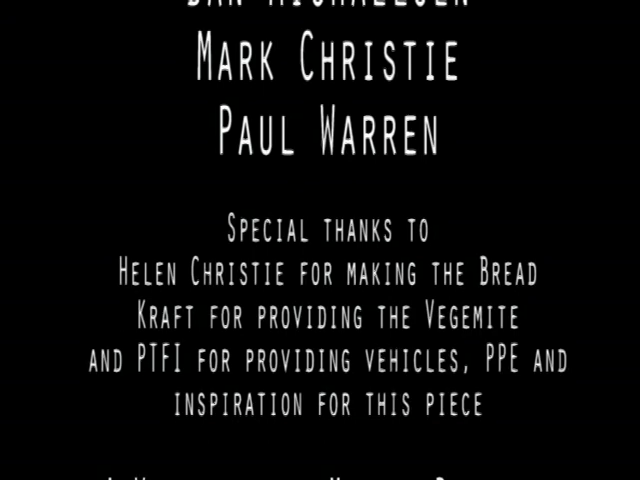 Mark Christie
Paul Warren
Special thanks to
Helen Christie for making the Bread
Kraft for providing the Vegemite
and PTFI for providing vehicles, PPE and
inspiration for this piece